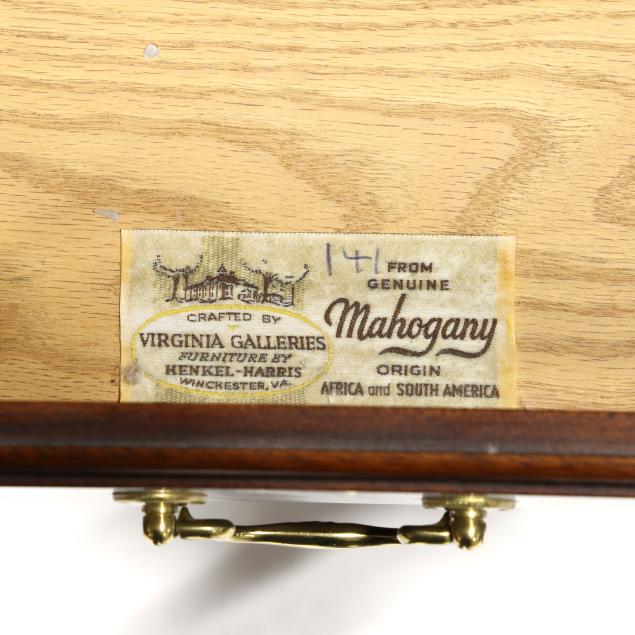 CRAFTED BY
VIRGINIA GALLERIES
FURNITURE BY
HENKEL-HARRIS
WINCHESTER, VA.
141
FROM
GENUINE
Mahogany
ORIGIN
AFRICA and SOUTH AMERICA